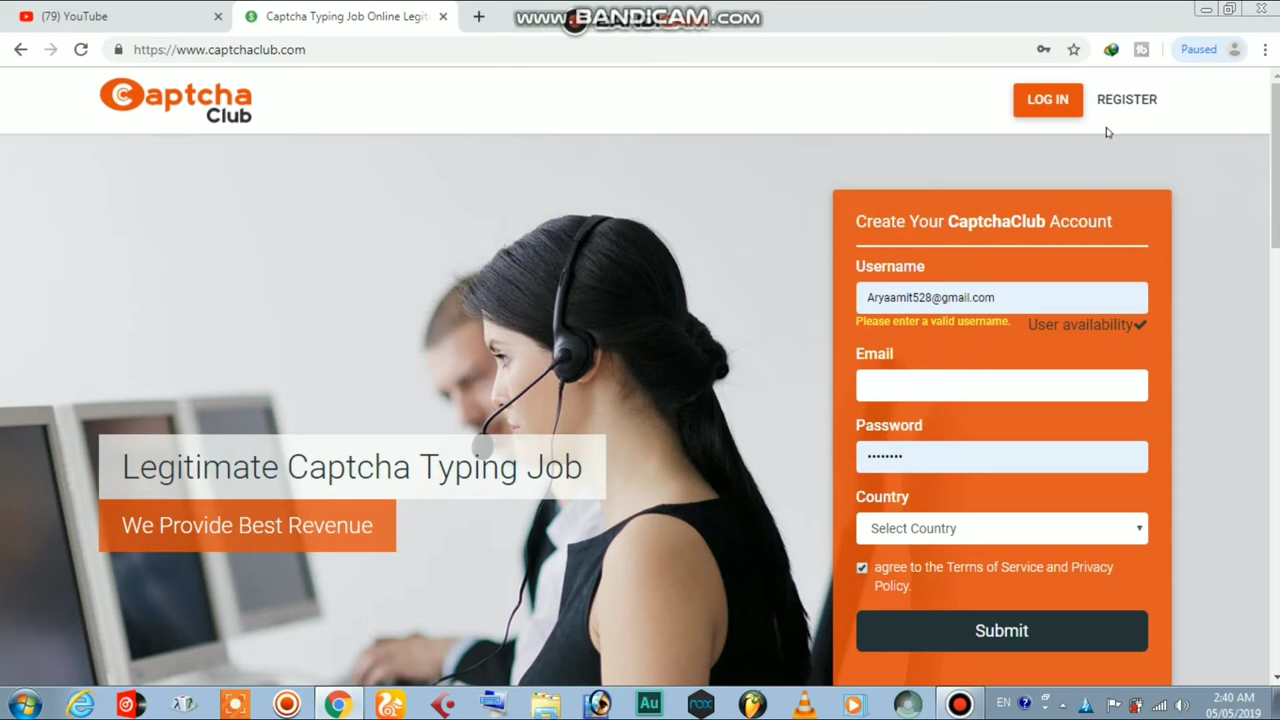 (79) YouTube
Captcha Typing Job Online Legit
www.BANDICAM.com
https://www.captchaclub.com
Paused
Captcha
Club
LOG IN
REGISTER
Create Your CaptchaClub Account
Username
Aryaamit528@gmail.com
Please enter a valid username.
User availability
Email
Password
••••••••
Country
Select Country
agree to the Terms of Service and Privacy
Policy.
Submit
Legitimate Captcha Typing Job
We Provide Best Revenue
Au
nox
EN
2:40 AM
05/05/2019